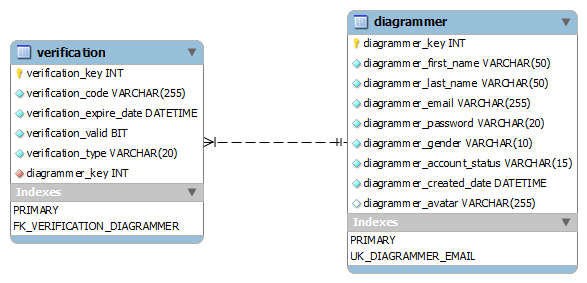 verification
verification_key INT
verification_code VARCHAR(255)
verification_expire_date DATETIME
verification_valid BIT
verification_type VARCHAR(20)
diagrammer_key INT
Indexes
PRIMARY
FK_VERIFICATION_DIAGRAMMER
diagrammer
diagrammer_key INT
diagrammer_first_name VARCHAR(50)
diagrammer_last_name VARCHAR(50)
diagrammer_email VARCHAR(255)
diagrammer_password VARCHAR(20)
diagrammer_gender VARCHAR(10)
diagrammer_account_status VARCHAR(15)
diagrammer_created_date DATETIME
diagrammer_avatar VARCHAR(255)
Indexes
PRIMARY
UK_DIAGRAMMER_EMAIL